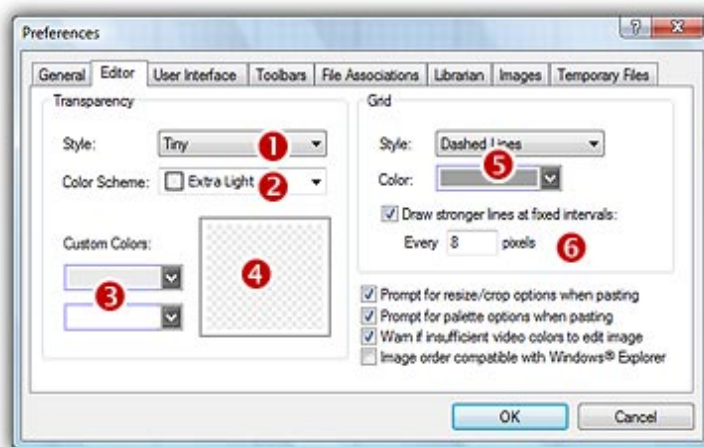 Preferences
General Editor User Interface Toolbars File Associations Librarian Images Temporary Files
Transparency
Style: Tiny 1
Color Scheme: Extra Light 2
Custom Colors:
3
4
Grid
Style: Dashed Lines
Color: 5
Draw stronger lines at fixed intervals:
Every 8 pixels 6
Prompt for resize/crop options when pasting
Prompt for palette options when pasting
Warn if insufficient video colors to edit image
Image order compatible with Windows® Explorer
OK Cancel